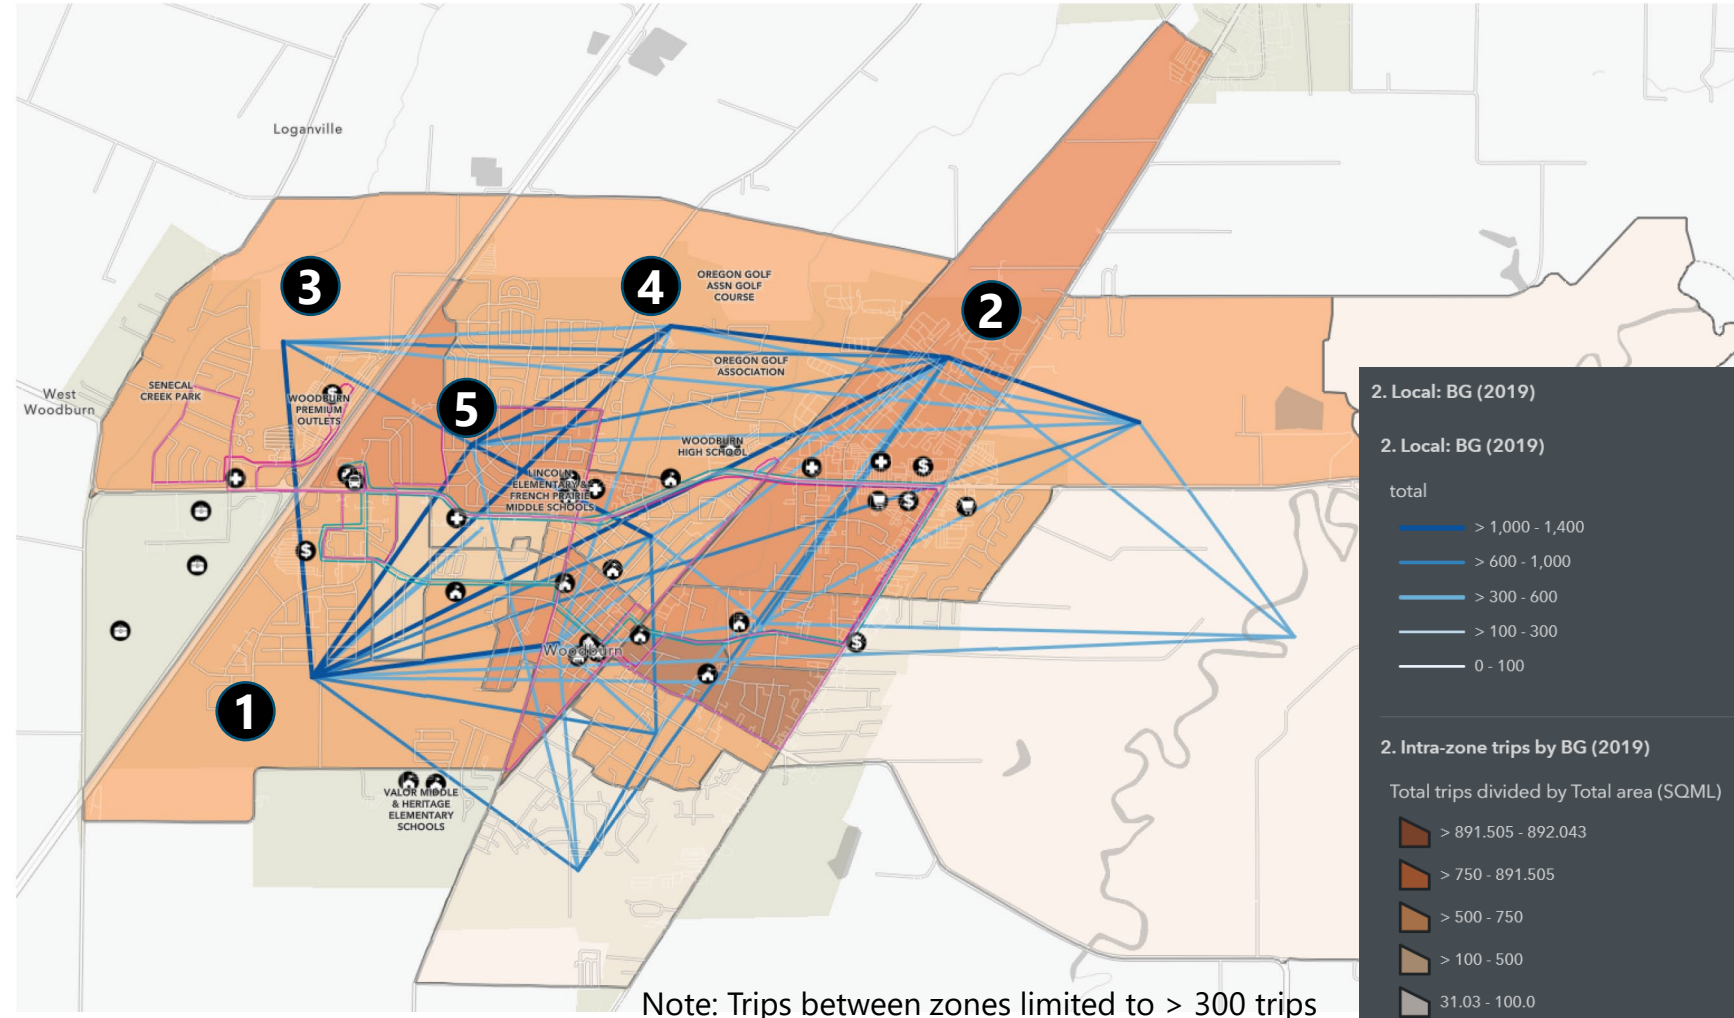 Loganville
3
4
OREGON GOLF
ASSN GOLF
COURSE
2
OREGON GOLF
ASSOCIATION
SENECAL
CREEK PARK
West
Woodburn
WOODBURN
PREMIUM
OUTLETS
5
WOODBURN
HIGH SCHOOL
LINCOLN
ELEMENTARY &
FRENCH PRAIRIE
MIDDLE SCHOOLS
Woodburn
1
VALOR MIDDLE
& HERITAGE
ELEMENTARY
SCHOOLS
Note: Trips between zones limited to > 300 trips
2. Local: BG (2019)
2. Local: BG (2019)
total
> 1,000 - 1,400
> 600 - 1,000
> 300 - 600
> 100 - 300
0 - 100
2. Intra-zone trips by BG (2019)
Total trips divided by Total area (SQML)
> 891.505 - 892.043
> 750 - 891.505
> 500 - 750
> 100 - 500
31.03 - 100.0